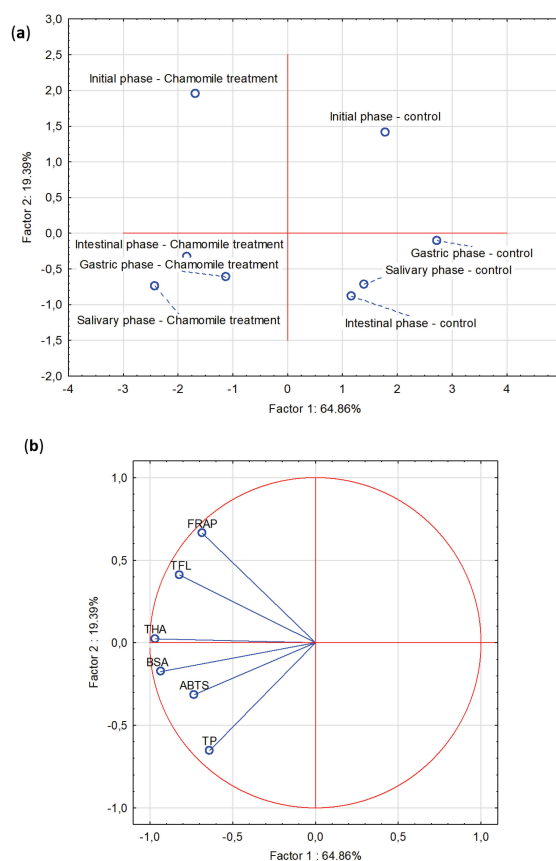 (a)
3,0
2,5
2,0
1,5
1,0
0,5
0,0
-0,5
-1,0
-1,5
-2,0
Factor 2: 19.39%
Initial phase - Chamomile treatment
Initial phase - control
Intestinal phase - Chamomile treatment
Gastric phase - control
Gastric phase - Chamomile treatment
Salivary phase - control
Salivary phase - Chamomile treatment
Intestinal phase - control
-4 -3 -2 -1 0 1 2 3 4
Factor 1: 64.86%
(b)
1,0
0,5
0,0
-0,5
-1,0
Factor 2: 19.39%
FRAP
TFL
THA
BSA
ABTS
TP
-1,0 -0,5 0,0 0,5 1,0
Factor 1 : 64.86%